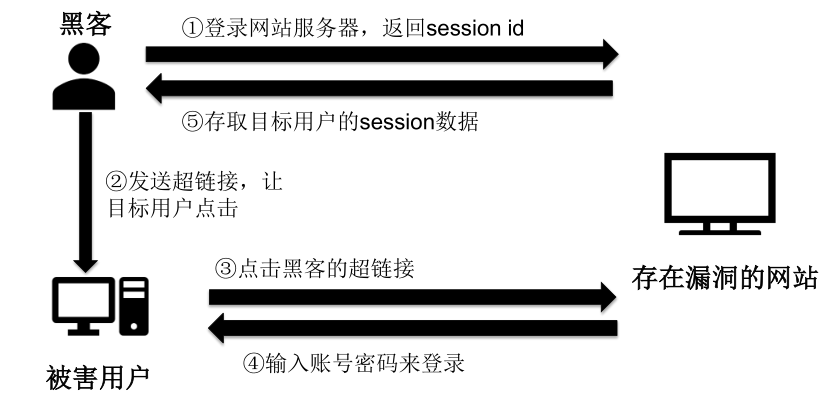 黑客
①登录网站服务器，返回session id
⑤存取目标用户的session数据
②发送超链接，让
目标用户点击
③点击黑客的超链接
存在漏洞的网站
④输入账号密码来登录
被害用户